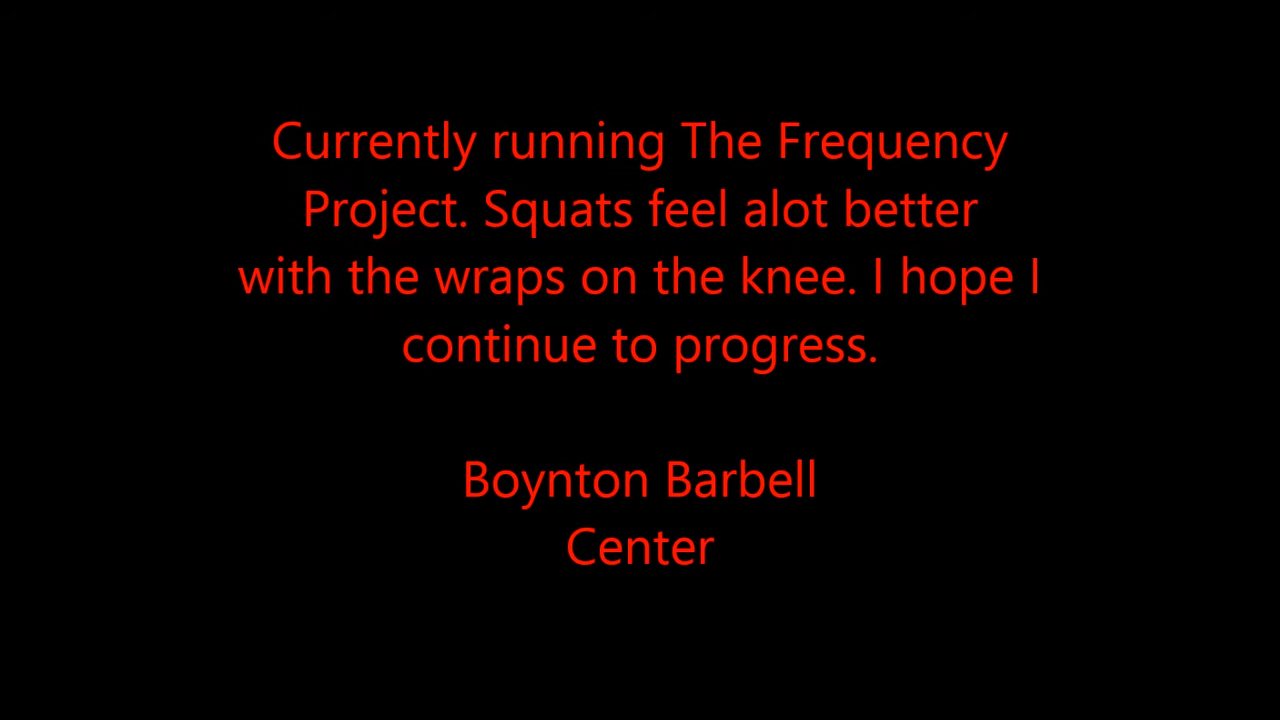 Currently running The Frequency
Project. Squats feel alot better
with the wraps on the knee. I hope I
continue to progress.
Boynton Barbell
Center